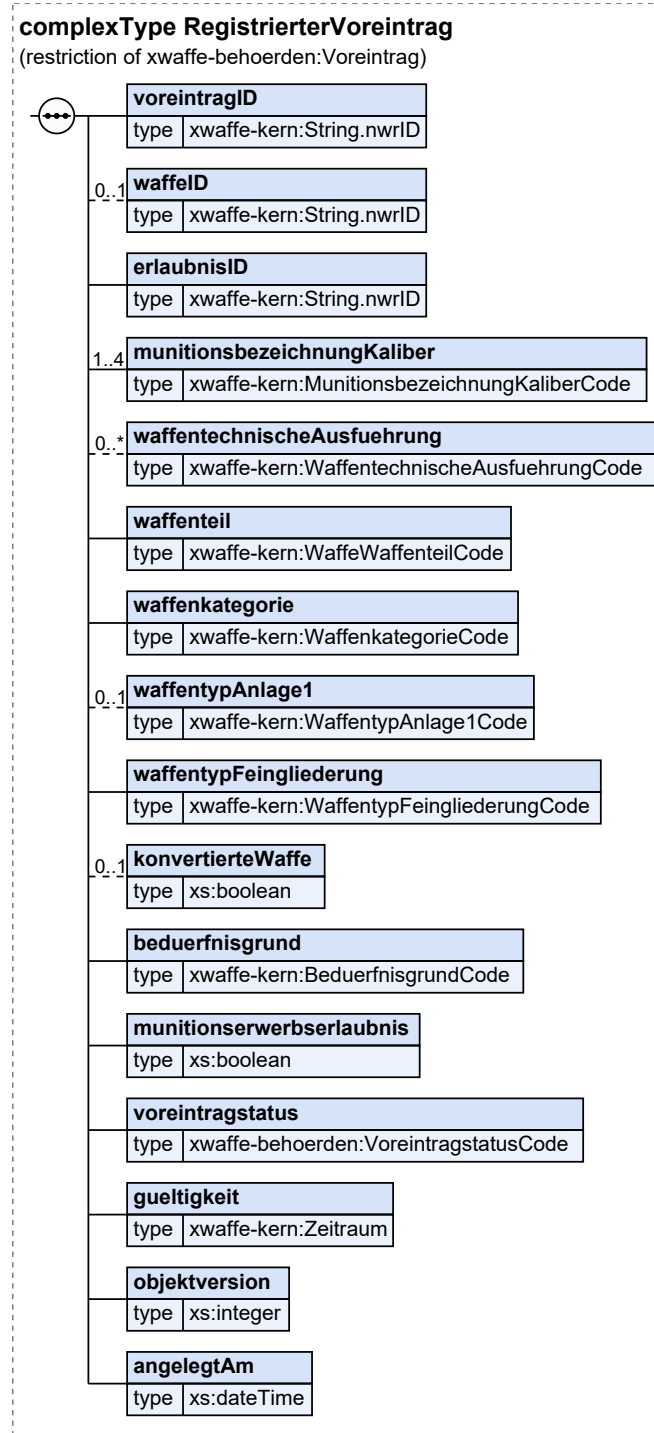 complexType RegistrierterVoreintrag
(restriction of xwaffe-behoerden:Voreintrag)
voreintragID
type xwaffe-kern:String.nwrID
0..1 waffeID
type xwaffe-kern:String.nwrID
erlaubnisID
type xwaffe-kern:String.nwrID
1..4 munitionsbezeichnungKaliber
type xwaffe-kern:MunitionsbezeichnungKaliberCode
0..* waffentechnischeAusfuehrung
type xwaffe-kern:WaffentechnischeAusfuehrungCode
waffenteil
type xwaffe-kern:WaffeWaffenteilCode
waffenkategorie
type xwaffe-kern:WaffenkategorieCode
0..1 waffentypAnlage1
type xwaffe-kern:WaffentypAnlage1Code
waffentypFeingliederung
type xwaffe-kern:WaffentypFeingliederungCode
0..1 konvertierteWaffe
type xs:boolean
beduerfnisgrund
type xwaffe-kern:BeduerfnisgrundCode
munitionserwerbserlaubnis
type xs:boolean
voreintragstatus
type xwaffe-behoerden:VoreintragstatusCode
gueltigkeit
type xwaffe-kern:Zeitraum
objektversion
type xs:integer
angelegtAm
type xs:dateTime